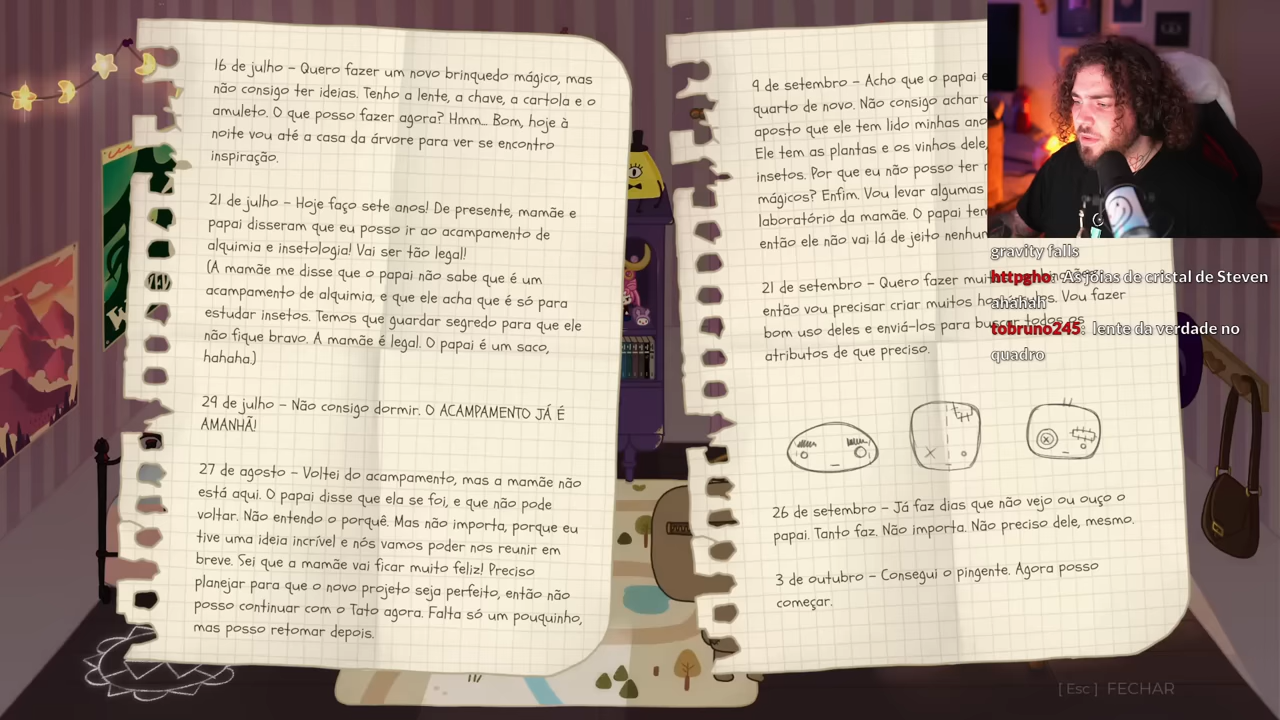 16 de julho – Quero fazer um novo brinquedo mágico, mas
não consigo ter ideias. Tenho a lente, a chave, a cartola e o
amuleto. O que posso fazer agora? Hmm... Bom, hoje à
noite vou até a casa da árvore para ver se encontro
inspiração.
21 de julho – Hoje faço sete anos! De presente, mamãe e
papai disseram que eu posso ir ao acampamento de
alquimia e insetologia! Vai ser tão legal!
(A mamãe me disse que o papai não sabe que é um
acampamento de alquimia, e que ele acha que é só para
estudar insetos. Temos que guardar segredo para que ele
não fique bravo. A mamãe é legal. O papai é um saco,
hahaha.)
29 de julho – Não consigo dormir. O ACAMPAMENTO JÁ É
AMANHÃ!
27 de agosto – Voltei do acampamento, mas a mamãe não
está aqui. O papai disse que ela se foi, e que não pode
voltar. Não entendo o porquê. Mas não importa, porque eu
tive uma ideia incrível e nós vamos poder nos reunir em
breve. Sei que a mamãe vai ficar muito feliz! Preciso
planejar para que o novo projeto seja perfeito, então não
posso continuar com o Tato agora. Falta só um pouquinho,
mas posso retomar depois.
9 de setembro – Acho que o papai
quarto de novo. Não consigo achar
aposto que ele tem lido minhas
Ele tem as plantas e os vinhos dele,
insetos. Por que eu não posso ter
mágicos? Enfim. Vou levar algumas
laboratório da mamãe. O papai
então ele não vai lá de jeito
21 de setembro – Quero fazer
então vou precisar criar muitos Vou fazer
bom uso deles e enviá-los para buscar todos os
atributos de que preciso.
26 de setembro – Já faz dias que não vejo ou ouço o
papai. Tanto faz. Não importa. Não preciso dele, mesmo.
3 de outubro – Consegui o pingente. Agora posso
começar.
gravity falls
httpgho: As jóias de cristal de Steven
ahahah
tobruno245: lente da verdade no
quadro
[Esc] FECHAR